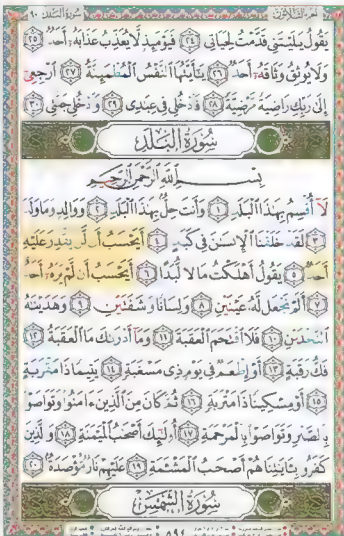 الجزء الثلاثون سورة البلد ٩٠
يَقُولُ يَٰلَيْتَنِى قَدَّمْتُ لِحَيَاتِى ٢٤ فَيَوْمَئِذٍ لَّا يُعَذِّبُ عَذَابَهُۥٓ أَحَدٌ ٢٥
وَلَا يُوثِقُ وَثَاقَهُۥٓ أَحَدٌ ٢٦ يَٰٓأَيَّتُهَا ٱلنَّفْسُ ٱلْمُطْمَئِنَّةُ ٢٧ ٱرْجِعِىٓ
إِلَىٰ رَبِّكِ رَاضِيَةً مَّرْضِيَّةً ٢٨ فَٱدْخُلِى فِى عِبَٰدِى ٢٩ وَٱدْخُلِى جَنَّتِى ٣٠
سُورَةُ البَلَدِ
بِسْمِ ٱللَّهِ ٱلرَّحْمَٰنِ ٱلرَّحِيمِ
لَآ أُقْسِمُ بِهَٰذَا ٱلْبَلَدِ ١ وَأَنتَ حِلٌّۢ بِهَٰذَا ٱلْبَلَدِ ٢ وَوَالِدٍ وَمَا وَلَدَ
٣ لَقَدْ خَلَقْنَا ٱلْإِنسَٰنَ فِى كَبَدٍ ٤ أَيَحْسَبُ أَن لَّن يَقْدِرَ عَلَيْهِ
أَحَدٌ ٥ يَقُولُ أَهْلَكْتُ مَالًا لُّبَدًا ٦ أَيَحْسَبُ أَن لَّمْ يَرَهُۥٓ أَحَدٌ
٧ أَلَمْ نَجْعَل لَّهُۥ عَيْنَيْنِ ٨ وَلِسَانًا وَشَفَتَيْنِ ٩ وَهَدَيْنَٰهُ
ٱلنَّجْدَيْنِ ١٠ فَلَا ٱقْتَحَمَ ٱلْعَقَبَةَ ١١ وَمَآ أَدْرَىٰكَ مَا ٱلْعَقَبَةُ ١٢
فَكُّ رَقَبَةٍ ١٣ أَوْ إِطْعَٰمٌ فِى يَوْمٍ ذِى مَسْغَبَةٍ ١٤ يَتِيمًا ذَا مَقْرَبَةٍ
١٥ أَوْ مِسْكِينًا ذَا مَتْرَبَةٍ ١٦ ثُمَّ كَانَ مِنَ ٱلَّذِينَ ءَامَنُوا۟ وَتَوَاصَوْا۟
بِٱلصَّبْرِ وَتَوَاصَوْا۟ بِٱلْمَرْحَمَةِ ١٧ أُو۟لَٰٓئِكَ أَصْحَٰبُ ٱلْمَيْمَنَةِ ١٨ وَٱلَّذِينَ
كَفَرُوا۟ بِـَٔايَٰتِنَا هُمْ أَصْحَٰبُ ٱلْمَشْـَٔمَةِ ١٩ عَلَيْهِمْ نَارٌ مُّؤْصَدَةٌۢ ٢٠
سُورَةُ الشَّمْسِ
٥٩٤